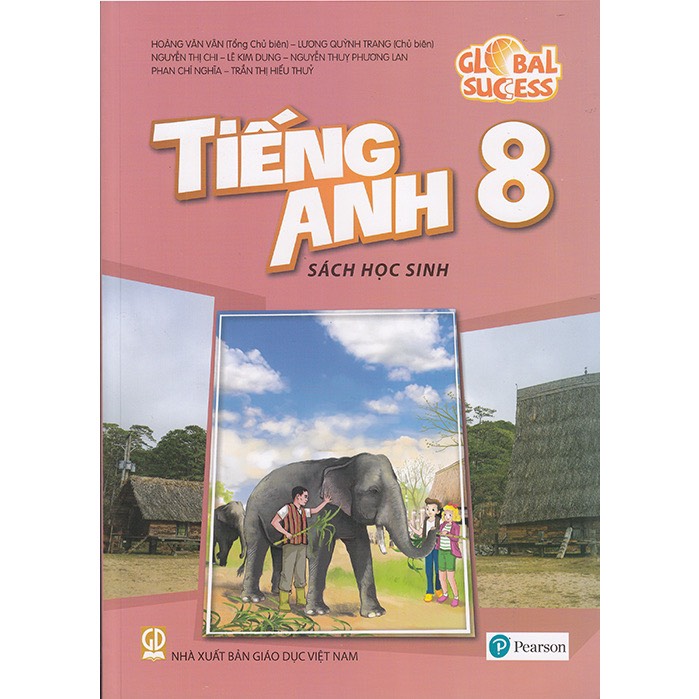 HOÀNG VĂN VÂN (Tổng Chủ biên) – LƯƠNG QUỲNH TRANG (Chủ biên)
NGUYỄN THỊ CHI – LÊ KIM DUNG – NGUYỄN THUỴ PHƯƠNG LAN
PHAN CHÍ NGHĨA – TRẦN THỊ HIẾU THUỶ
GLOBAL
SUCCESS
TIẾNG
ANH 8
SÁCH HỌC SINH
GD
NHÀ XUẤT BẢN GIÁO DỤC VIỆT NAM
Pearson